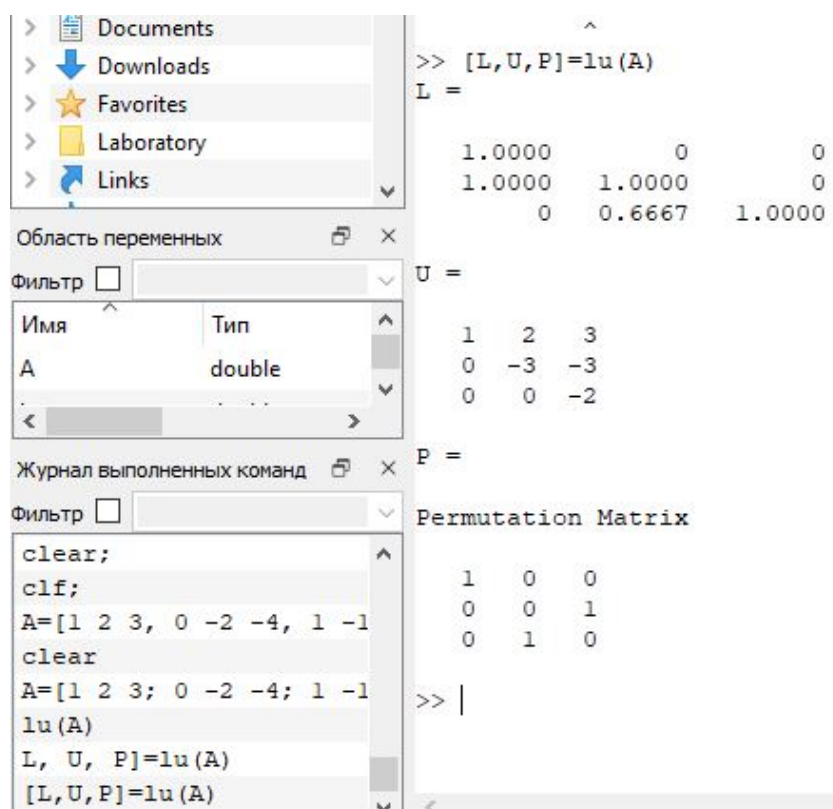 Documents
Downloads
Favorites
Laboratory
Links
Область переменных
Фильтр
Имя Тип
A double
Журнал выполненных команд
Фильтр
clear;
clf;
A=[1 2 3, 0 -2 -4, 1 -1
clear
A=[1 2 3; 0 -2 -4; 1 -1
lu(A)
L, U, P]=lu(A)
[L,U,P]=lu(A)
^
>> [L,U,P]=lu(A)
L =
1.0000 0 0
1.0000 1.0000 0
0 0.6667 1.0000
U =
1 2 3
0 -3 -3
0 0 -2
P =
Permutation Matrix
1 0 0
0 0 1
0 1 0
>>